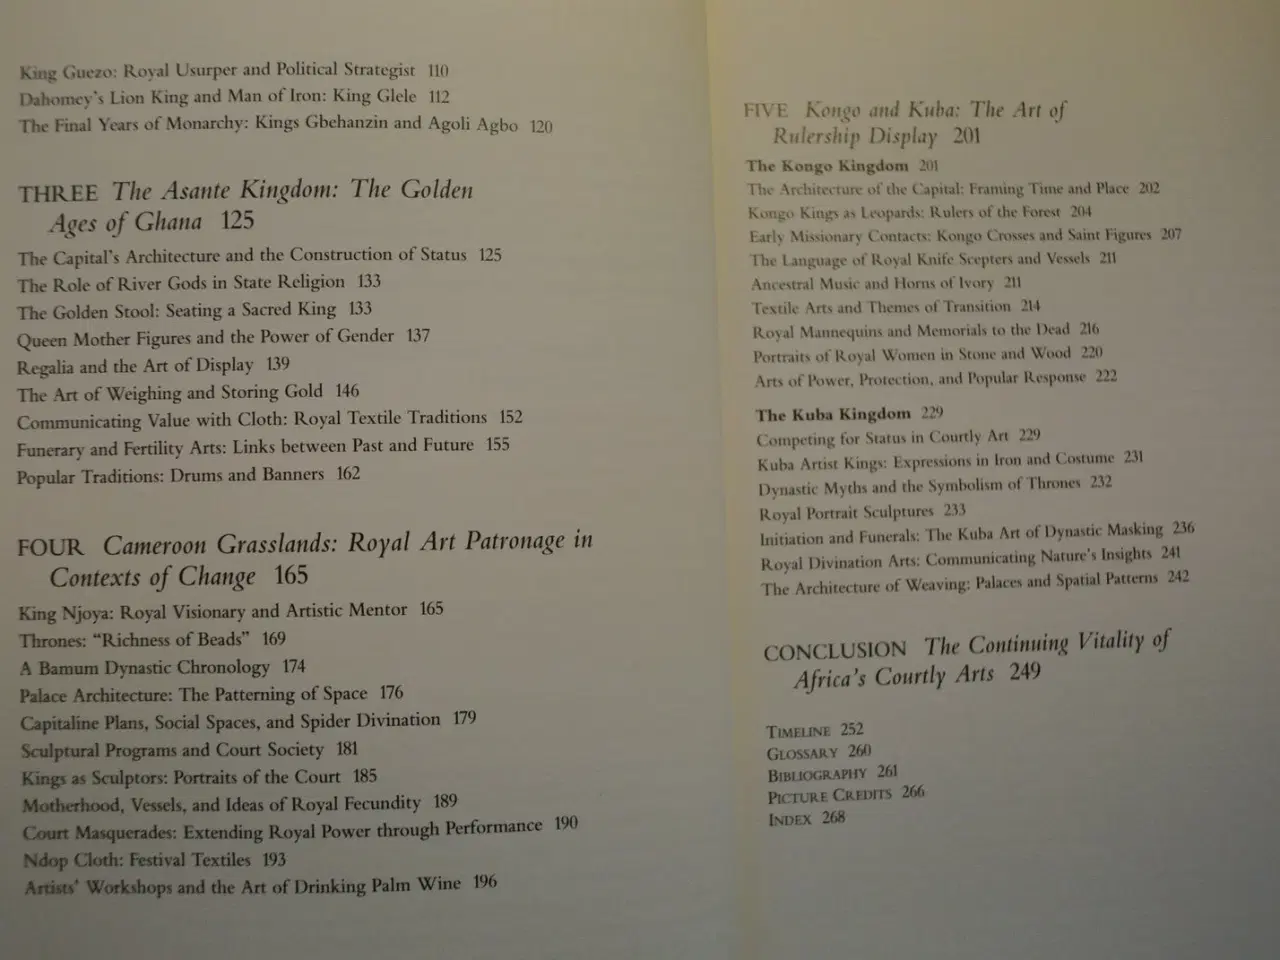 King Guezo: Royal Usurper and Political Strategist 110
Dahomey's Lion King and Man of Iron: King Glele 112
The Final Years of Monarchy: Kings Gbehanzin and Agoli Agbo 120
THREE The Asante Kingdom: The Golden
Ages of Ghana 125
The Capital's Architecture and the Construction of Status 125
The Role of River Gods in State Religion 133
The Golden Stool: Seating a Sacred King 133
Queen Mother Figures and the Power of Gender 137
Regalia and the Art of Display 139
The Art of Weighing and Storing Gold 146
Communicating Value with Cloth: Royal Textile Traditions 152
Funerary and Fertility Arts: Links between Past and Future 155
Popular Traditions: Drums and Banners 162
FOUR Cameroon Grasslands: Royal Art Patronage in
Contexts of Change 165
King Njoya: Royal Visionary and Artistic Mentor 165
Thrones: "Richness of Beads" 169
A Bamum Dynastic Chronology 174
Palace Architecture: The Patterning of Space 176
Capitaline Plans, Social Spaces, and Spider Divination 179
Sculptural Programs and Court Society 181
Kings as Sculptors: Portraits of the Court 185
Motherhood, Vessels, and Ideas of Royal Fecundity 189
Court Masquerades: Extending Royal Power through Performance 190
Ndop Cloth: Festival Textiles 193
Artists' Workshops and the Art of Drinking Palm Wine 196
FIVE Kongo and Kuba: The Art of
Rulership Display 201
The Kongo Kingdom 201
The Architecture of the Capital: Framing Time and Place 202
Kongo Kings as Leopards: Rulers of the Forest 204
Early Missionary Contacts: Kongo Crosses and Saint Figures 207
The Language of Royal Knife Scepters and Vessels 211
Ancestral Music and Horns of Ivory 211
Textile Arts and Themes of Transition 214
Royal Mannequins and Memorials to the Dead 216
Portraits of Royal Women in Stone and Wood 220
Arts of Power, Protection, and Popular Response 222
The Kuba Kingdom 229
Competing for Status in Courtly Art 229
Kuba Artist Kings: Expressions in Iron and Costume 231
Dynastic Myths and the Symbolism of Thrones 232
Royal Portrait Sculptures 233
Initiation and Funerals: The Kuba Art of Dynastic Masking 236
Royal Divination Arts: Communicating Nature's Insights 241
The Architecture of Weaving: Palaces and Spatial Patterns 242
CONCLUSION The Continuing Vitality of
Africa's Courtly Arts 249
TIMELINE 252
GLOSSARY 260
BIBLIOGRAPHY 261
PICTURE CREDITS 266
INDEX 268